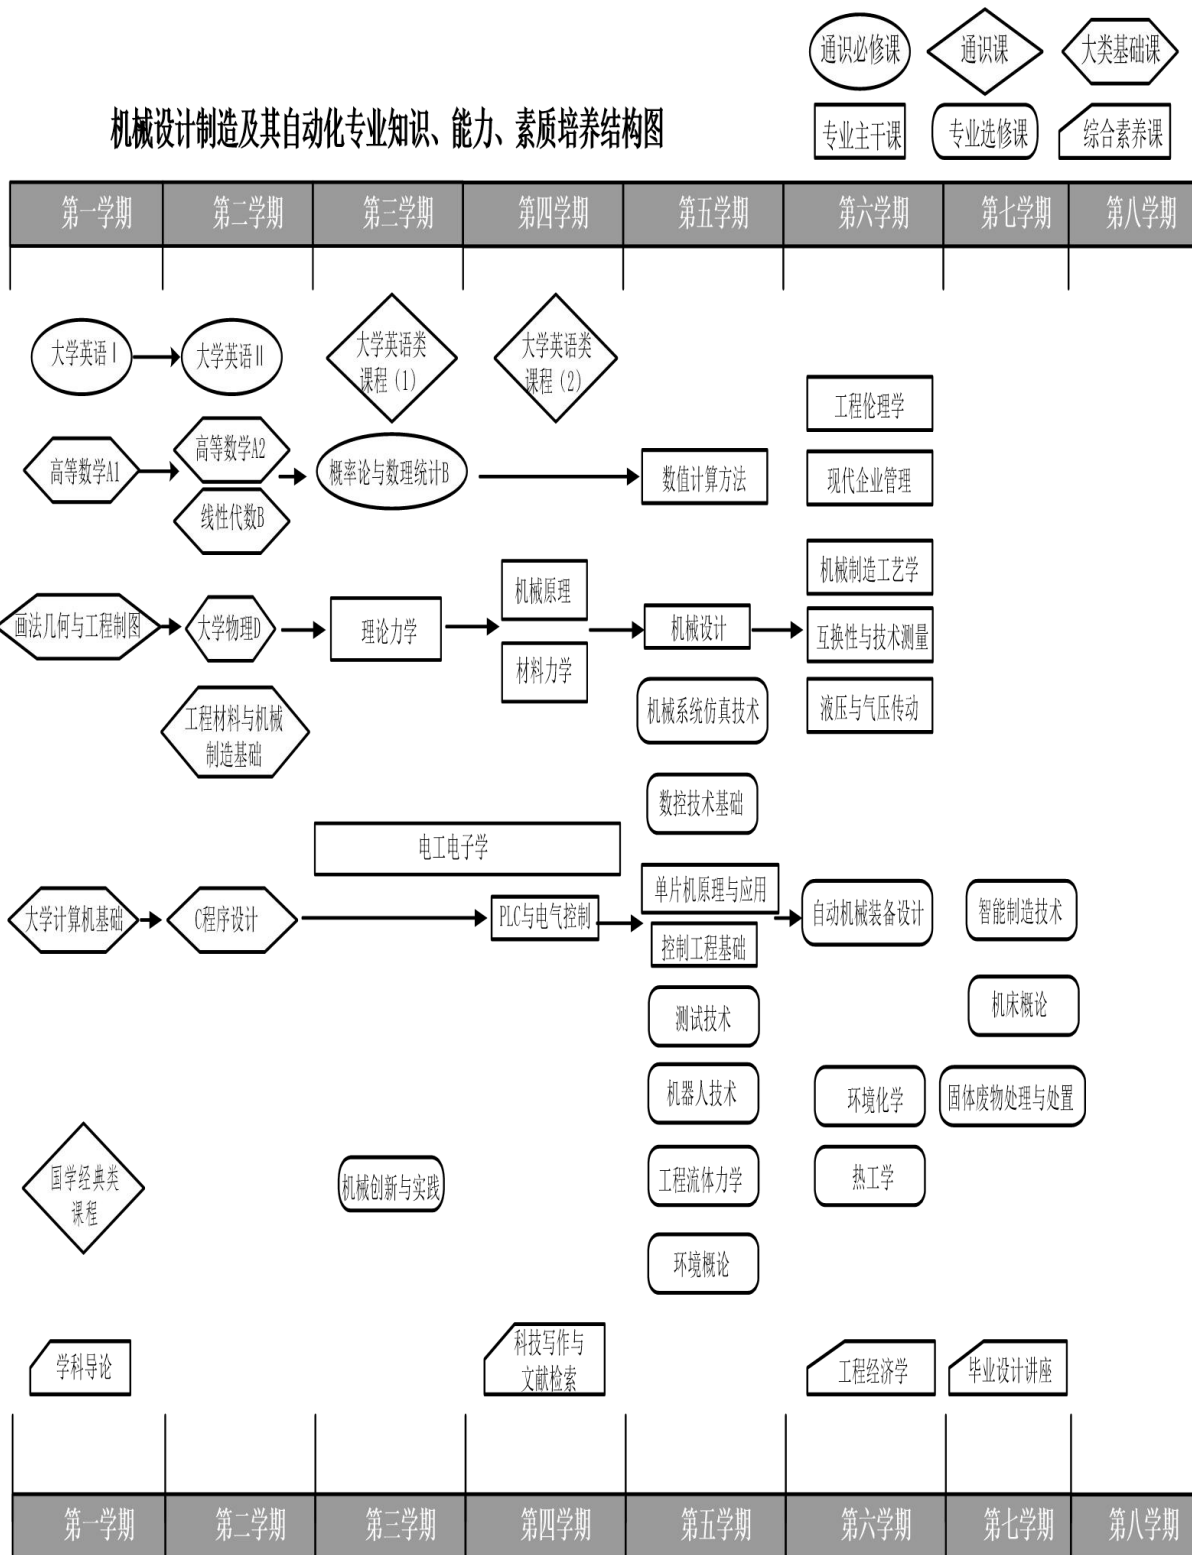 通识必修课
通识课
大类基础课
机械设计制造及其自动化专业知识、能力、素质培养结构图
专业主干课
专业选修课
综合素养课
第一学期
第二学期
第三学期
第四学期
第五学期
第六学期
第七学期
第八学期
大学英语Ⅰ
大学英语Ⅱ
大学英语类
课程（1）
大学英语类
课程（2）
工程伦理学
高等数学A1
高等数学A2
线性代数B
概率论与数理统计B
数值计算方法
现代企业管理
画法几何与工程制图
大学物理D
理论力学
机械原理
材料力学
机械设计
机械制造工艺学
互换性与技术测量
液压与气压传动
工程材料与机械
制造基础
机械系统仿真技术
数控技术基础
电工电子学
大学计算机基础
C程序设计
PLC与电气控制
单片机原理与应用
控制工程基础
自动机械装备设计
智能制造技术
测试技术
机床概论
机器人技术
环境化学
固体废物处理与处置
国学经典类
课程
机械创新与实践
工程流体力学
热工学
环境概论
学科导论
科技写作与
文献检索
工程经济学
毕业设计讲座
第一学期
第二学期
第三学期
第四学期
第五学期
第六学期
第七学期
第八学期